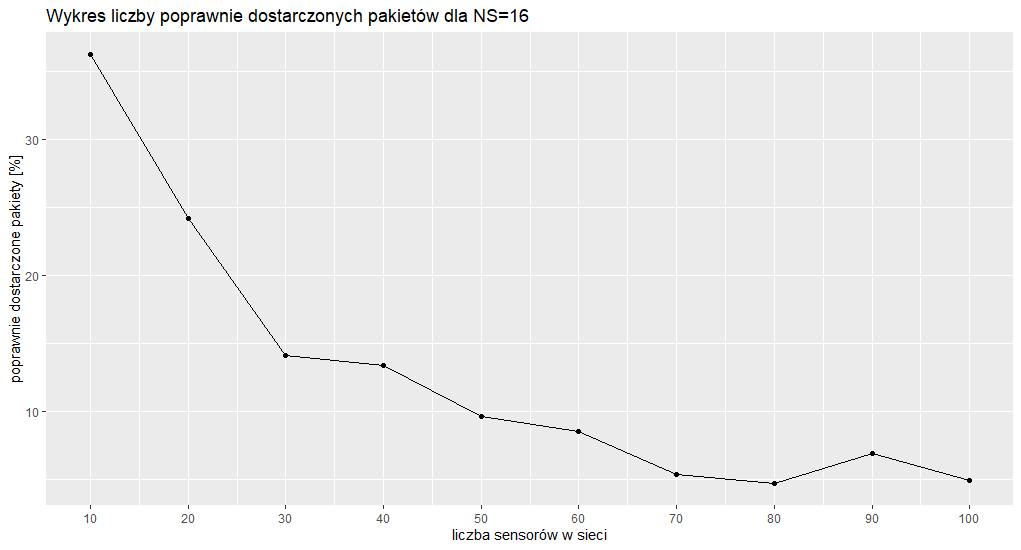 Wykres liczby poprawnie dostarczonych pakietów dla NS=16
poprawnie dostarczone pakiety [%]
30
20
10
10 20 30 40 50 60 70 80 90 100
liczba sensorów w sieci